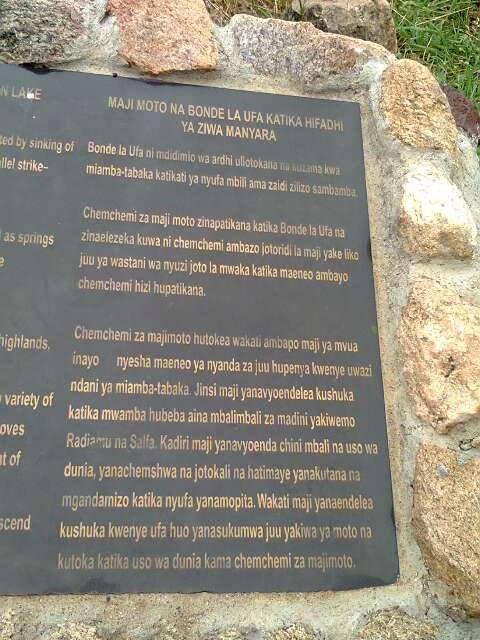 N LAKE
ted by sinking of
allel strike-
l as springs
e
highlands,
variety of
oves
nt of
scend
MAJI MOTO NA BONDE LA UFA KATIKA HIFADHI
YA ZIWA MANYARA
Bonde la Ufa ni mdidimio wa ardhi uliotokana na kuzama kwa
miamba-tabaka katikati ya nyufa mbili ama zaidi zilizo sambamba.
Chemchemi za maji moto zinapatikana katika Bonde la Ufa na
zinaelezeka kuwa ni chemchemi ambazo jotoridi la maji yake liko
juu ya wastani wa nyuzi joto la mwaka katika maeneo ambayo
chemchemi hizi hupatikana.
Chemchemi za majimoto hutokea wakati ambapo maji ya mvua
inayo nyesha maeneo ya nyanda za juu hupenya kwenye uwazi
ndani ya miamba-tabaka. Jinsi maji yanavyoendelea kushuka
katika mwamba hubeba aina mbalimbali za madini yakiwemo
Radiamu na Salfa. Kadiri maji yanavyoenda chini mbali na uso wa
dunia, yanachemshwa na jotokali na hatimaye yanakutana na
mgandamizo katika nyufa yanamopita. Wakati maji yanaendelea
kushuka kwenye ufa huo yanasukumwa juu yakiwa ya moto na
kutoka katika uso wa dunia kama chemchemi za majimoto.